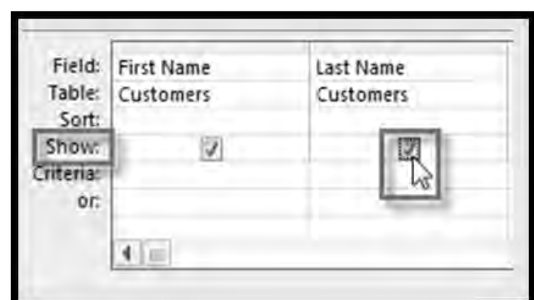 Field: First Name Last Name
Table: Customers Customers
Sort:
Show:
Criteria:
or: